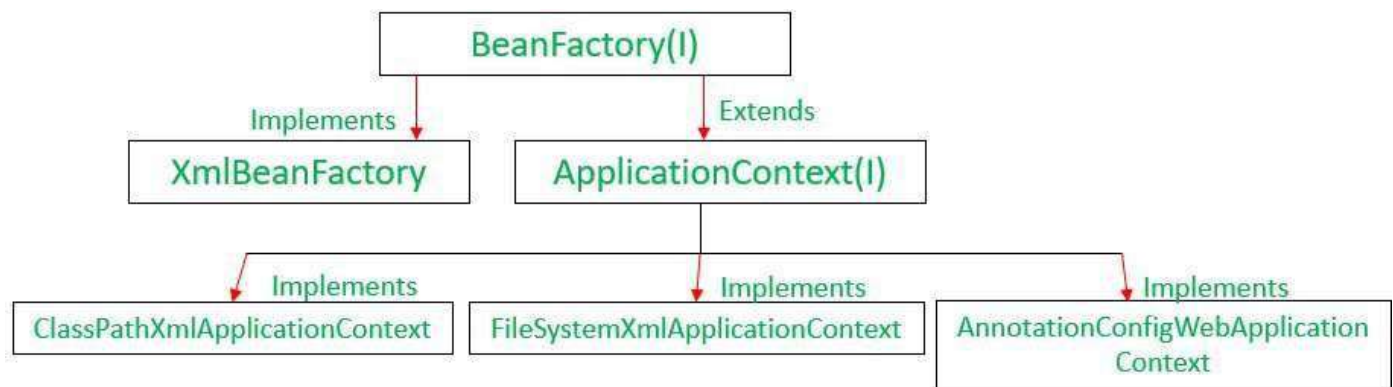 BeanFactory(I)
Implements
Extends
XmlBeanFactory
ApplicationContext(I)
Implements
Implements
Implements
ClassPathXmlApplicationContext
FileSystemXmlApplicationContext
AnnotationConfigWebApplication
Context